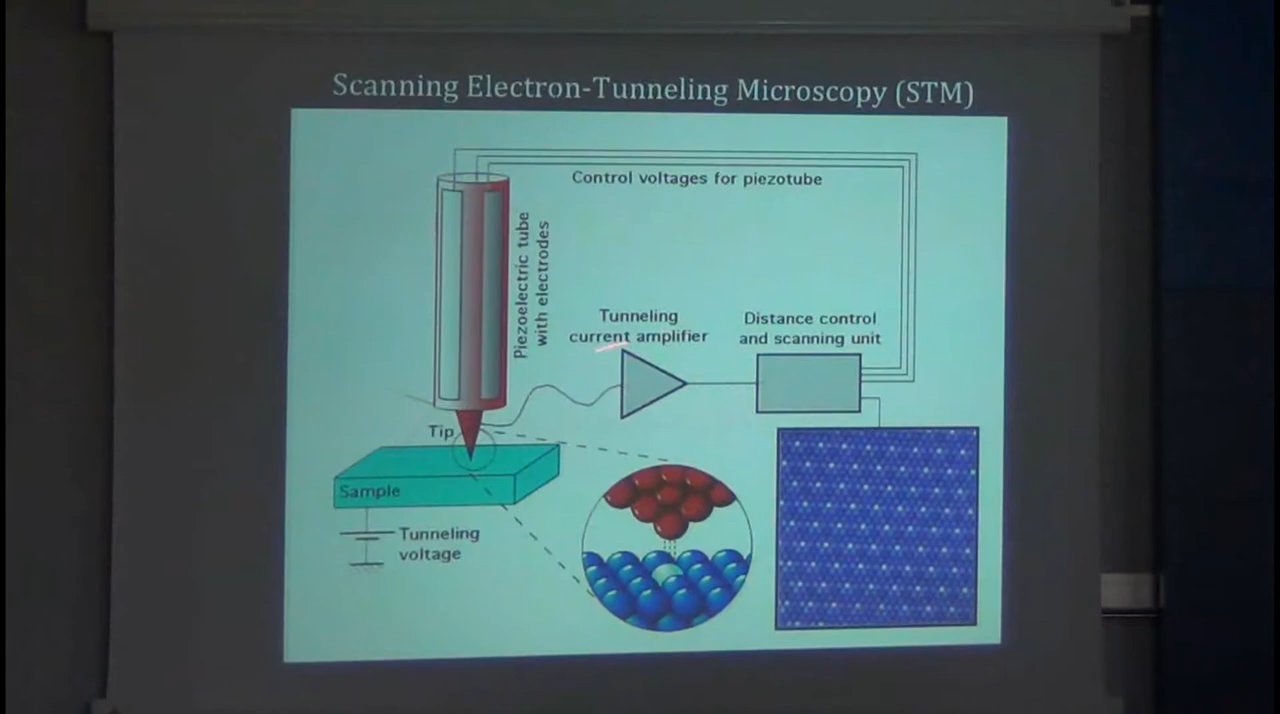 Scanning Electron-Tunneling Microscopy (STM)
Control voltages for piezotube
Piezoelectric tube
with electrodes
Tunneling
current amplifier
Distance control
and scanning unit
Tip
Sample
Tunneling
voltage